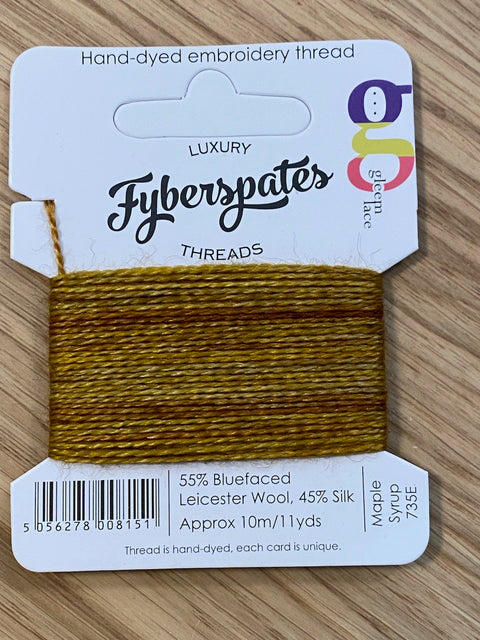 Hand-dyed embroidery thread
LUXURY
Fyberspates
THREADS
gleem
lace
55% Bluefaced
Leicester Wool, 45% Silk
Approx 10m/11yds
Maple
Syrup
735E
5 056278 008151
Thread is hand-dyed, each card is unique.